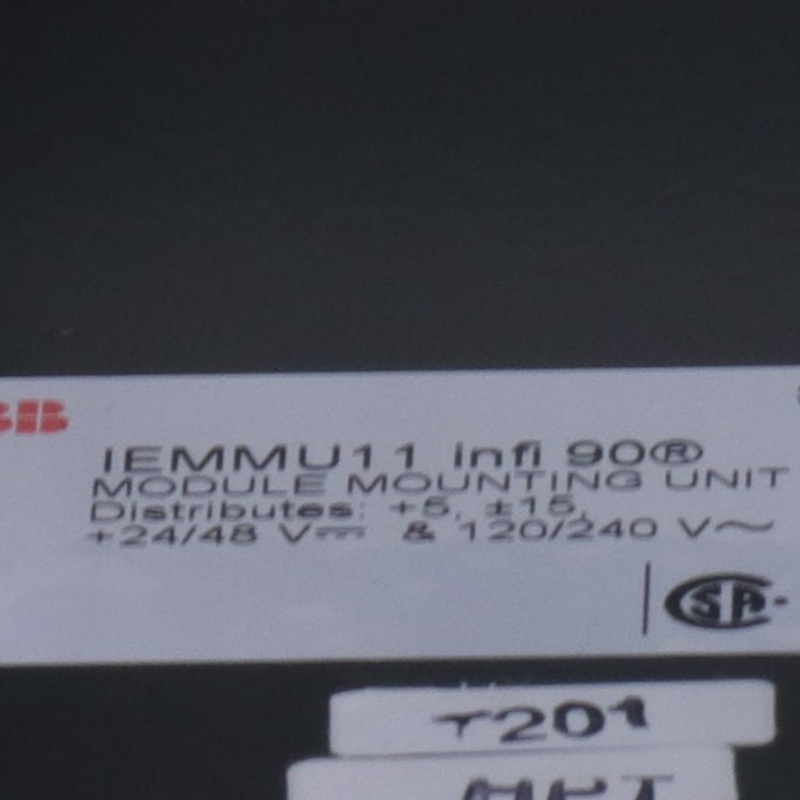 IEMMU11 infi 90®
MODULE MOUNTING UNIT
Distributes: +5, ±15,
+24/48 V⎓ & 120/240 V~
T201